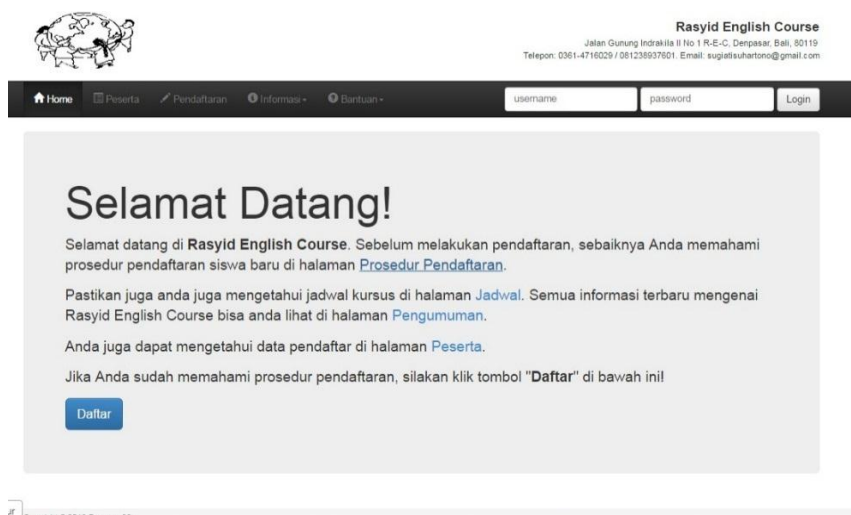 Rasyid English Course
Jalan Gunung Indrakila II No 1 R-E-C, Denpasar, Bali, 80119
Telepon: 0361-4716029 / 081238937601. Email: sugiatisuhartono@gmail.com
Home Peserta Pendaftaran Informasi Bantuan username password Login
Selamat Datang!
Selamat datang di Rasyid English Course. Sebelum melakukan pendaftaran, sebaiknya Anda memahami
prosedur pendaftaran siswa baru di halaman Prosedur Pendaftaran.
Pastikan juga anda juga mengetahui jadwal kursus di halaman Jadwal. Semua informasi terbaru mengenai
Rasyid English Course bisa anda lihat di halaman Pengumuman.
Anda juga dapat mengetahui data pendaftar di halaman Peserta.
Jika Anda sudah memahami prosedur pendaftaran, silakan klik tombol "Daftar" di bawah ini!
Daftar